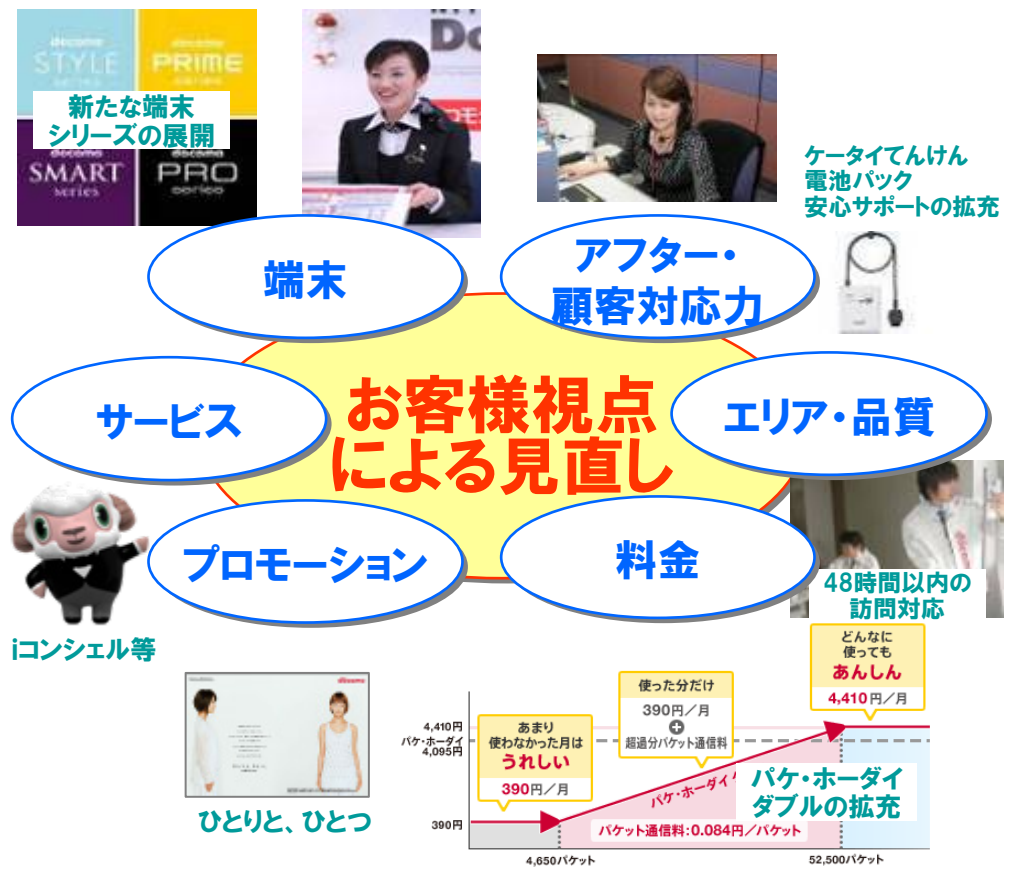 docomo
STYLE
series
docomo
PRIME
series
新たな端末
シリーズの展開
docomo
SMART
series
docomo
PRO
series
ケータイてんけん
電池パック
安心サポートの拡充
端末
アフター・
顧客対応力
サービス
お客様視点
による見直し
エリア・品質
プロモーション
料金
48時間以内の
訪問対応
iコンシェル等
docomo
ひとりと、ひとつ
どんなに
使っても
あんしん
4,410円／月
使った分だけ
390円／月
+
超過分パケット通信料
あまり
使わなかった月は
うれしい
390円／月
4,410円
パケ・ホーダイ
4,095円
390円
パケ・ホーダイ
パケ・ホーダイ
ダブルの拡充
パケット通信料：0.084円／パケット
4,650パケット
52,500パケット